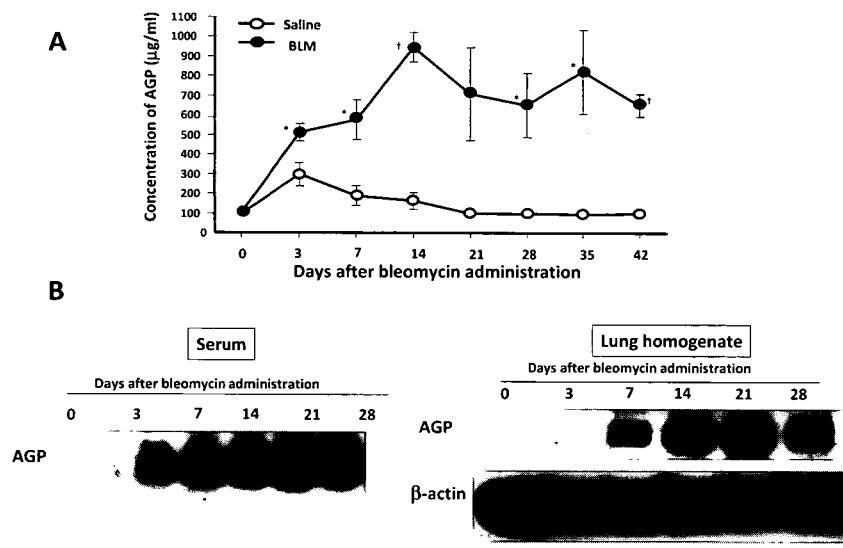 A
Saline
BLM
Concentration of AGP (µg/ml)
1100
1000
900
800
700
600
500
400
300
200
100
0
* * † * * †
0 3 7 14 21 28 35 42
Days after bleomycin administration
B
Serum
Days after bleomycin administration
0 3 7 14 21 28
AGP
Lung homogenate
Days after bleomycin administration
0 3 7 14 21 28
AGP
β-actin